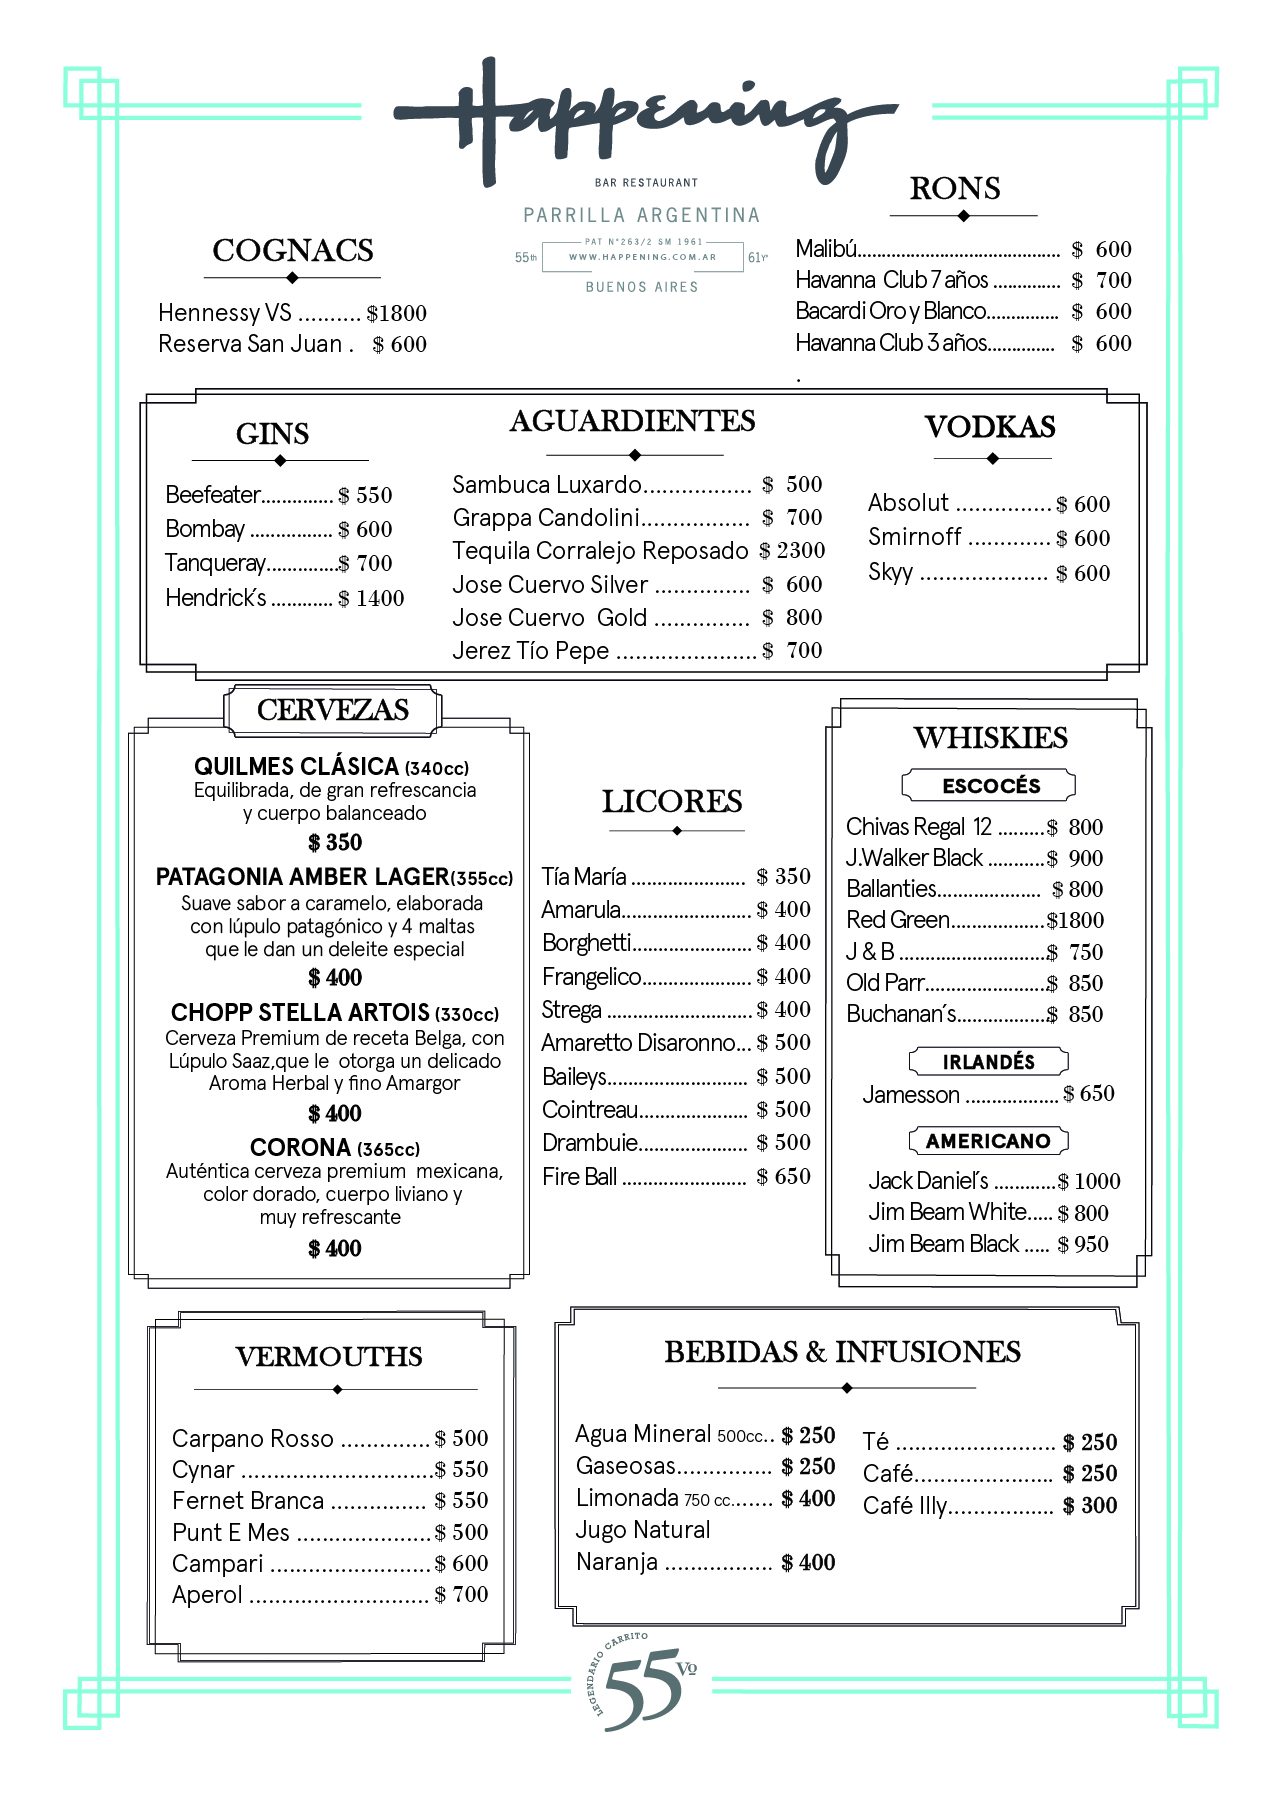 Happening
BAR RESTAURANT
PARRILLA ARGENTINA
PAT N°263/2 SM 1961
55th WWW.HAPPENING.COM.AR
BUENOS AIRES
COGNACS
Hennessy VS .......... $1800
Reserva San Juan . $ 600
RONS
Malibú............................................ $ 600
Havanna Club 7 años .............. $ 700
Bacardi Oro y Blanco............... $ 600
Havanna Club 3 años.............. $ 600
.
GINS
Beefeater.............. $ 550
Bombay ................ $ 600
Tanqueray..............$ 700
Hendrick´s ............ $ 1400
AGUARDIENTES
Sambuca Luxardo................. $ 500
Grappa Candolini................. $ 700
Tequila Corralejo Reposado $ 2300
Jose Cuervo Silver ............... $ 600
Jose Cuervo Gold ............... $ 800
Jerez Tío Pepe ......................$ 700
VODKAS
Absolut ...............$ 600
Smirnoff .............$ 600
Skyy .................... $ 600
CERVEZAS
QUILMES CLÁSICA (340cc)
Equilibrada, de gran refrescancia
y cuerpo balanceado
$ 350
PATAGONIA AMBER LAGER(355cc)
Suave sabor a caramelo, elaborada
con lúpulo patagónico y 4 maltas
que le dan un deleite especial
$ 400
CHOPP STELLA ARTOIS (330cc)
Cerveza Premium de receta Belga, con
Lúpulo Saaz,que le otorga un delicado
Aroma Herbal y fino Amargor
$ 400
CORONA (365cc)
Auténtica cerveza premium mexicana,
color dorado, cuerpo liviano y
muy refrescante
$ 400
LICORES
Tía María ...................... $ 350
Amarula......................... $ 400
Borghetti....................... $ 400
Frangelico..................... $ 400
Strega ............................ $ 400
Amaretto Disaronno... $ 500
Baileys........................... $ 500
Cointreau..................... $ 500
Drambuie..................... $ 500
Fire Ball ........................ $ 650
WHISKIES
ESCOCÉS
Chivas Regal 12 .........$ 800
J.Walker Black ...........$ 900
Ballanties.................... $ 800
Red Green..................$1800
J & B ............................$ 750
Old Parr........................$ 850
Buchanan´s..................$ 850
IRLANDÉS
Jamesson ..................$ 650
AMERICANO
Jack Daniel´s ............$ 1000
Jim Beam White..... $ 800
Jim Beam Black ..... $ 950
VERMOUTHS
Carpano Rosso ..............$ 500
Cynar ..............................$ 550
Fernet Branca ............... $ 550
Punt E Mes .....................$ 500
Campari .........................$ 600
Aperol ............................ $ 700
BEBIDAS & INFUSIONES
Agua Mineral 500cc.. $ 250
Gaseosas............... $ 250
Limonada 750 cc....... $ 400
Jugo Natural
Naranja ................. $ 400
Té ......................... $ 250
Café...................... $ 250
Café Illy................. $ 300
LEGENDARIO CARRITO
55 Vº